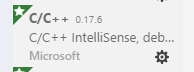 C/C++ 0.17.6
C/C++ IntelliSense, deb...
Microsoft